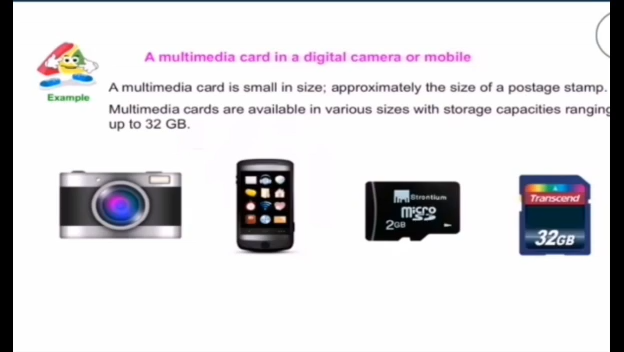 A multimedia card in a digital camera or mobile
Example
A multimedia card is small in size; approximately the size of a postage stamp.
Multimedia cards are available in various sizes with storage capacities ranging
up to 32 GB.
Strontium
micro
SD
2GB
Transcend
32GB